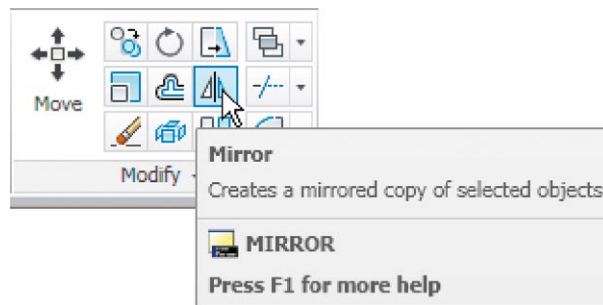 Move
Modify
Mirror
Creates a mirrored copy of selected objects
MIRROR
Press F1 for more help